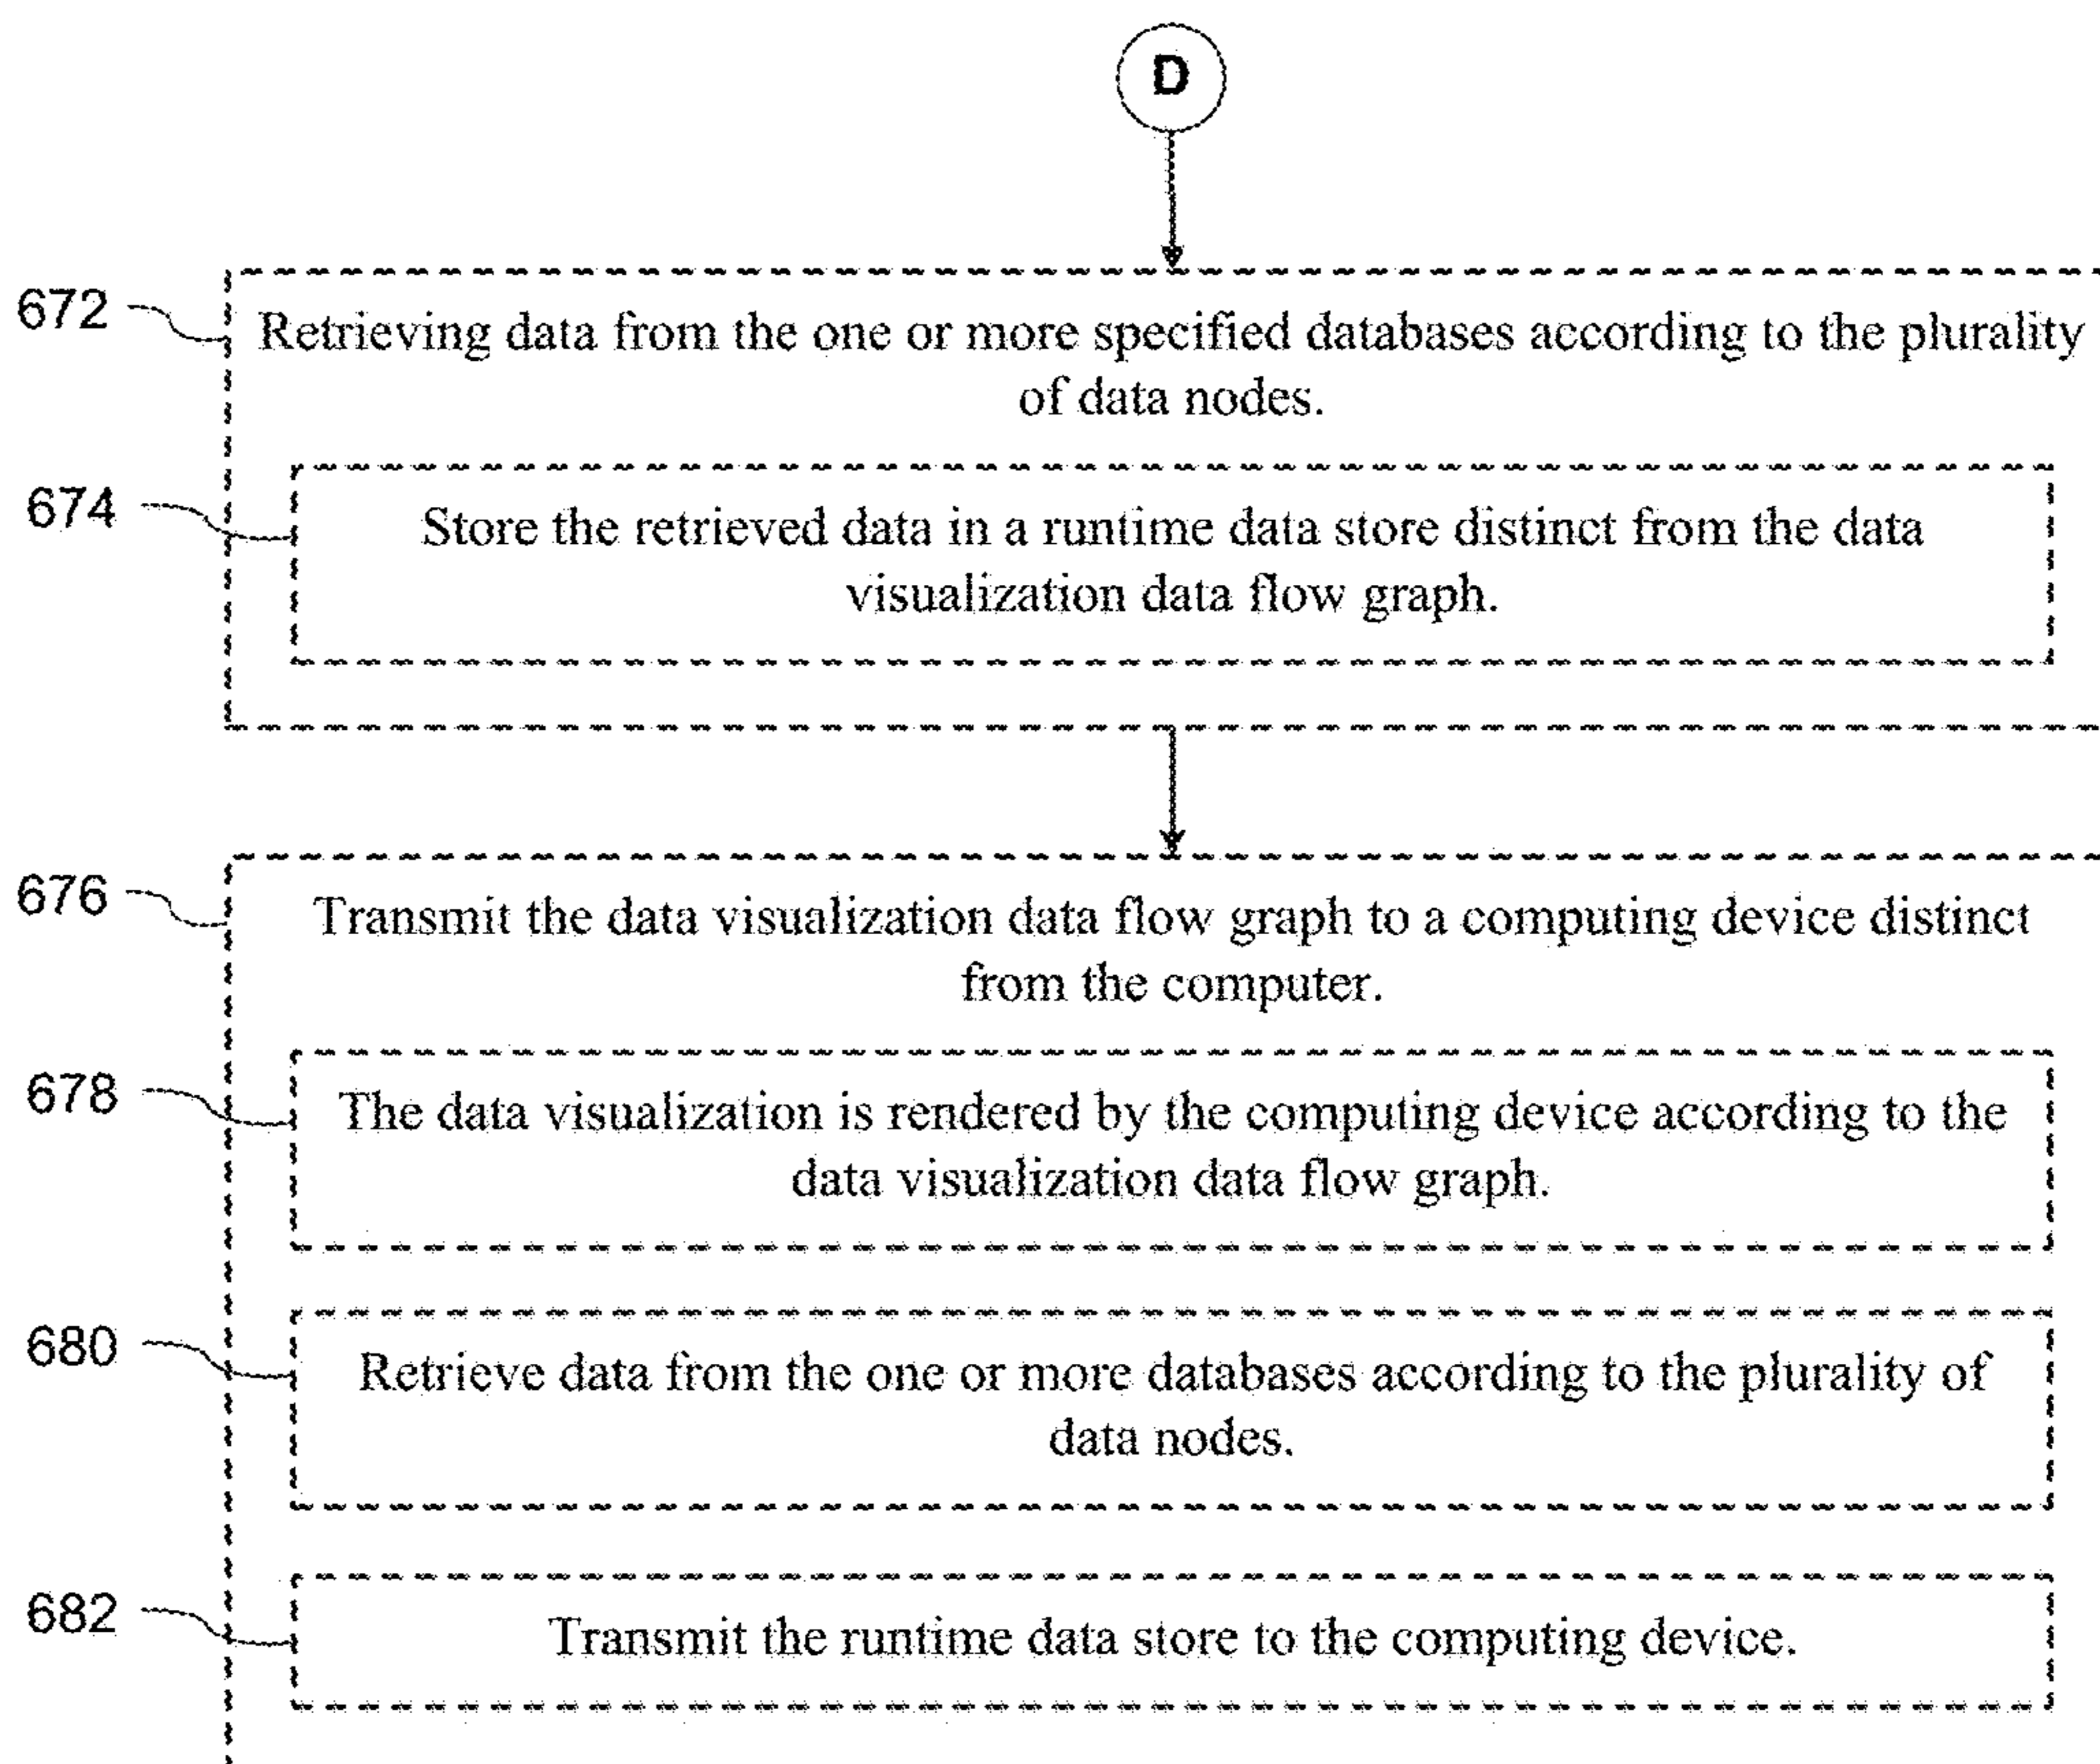 D
672
Retrieving data from the one or more specified databases according to the plurality
of data nodes.
674
Store the retrieved data in a runtime data store distinct from the data
visualization data flow graph.
676
Transmit the data visualization data flow graph to a computing device distinct
from the computer.
678
The data visualization is rendered by the computing device according to the
data visualization data flow graph.
680
Retrieve data from the one or more databases according to the plurality of
data nodes.
682
Transmit the runtime data store to the computing device.